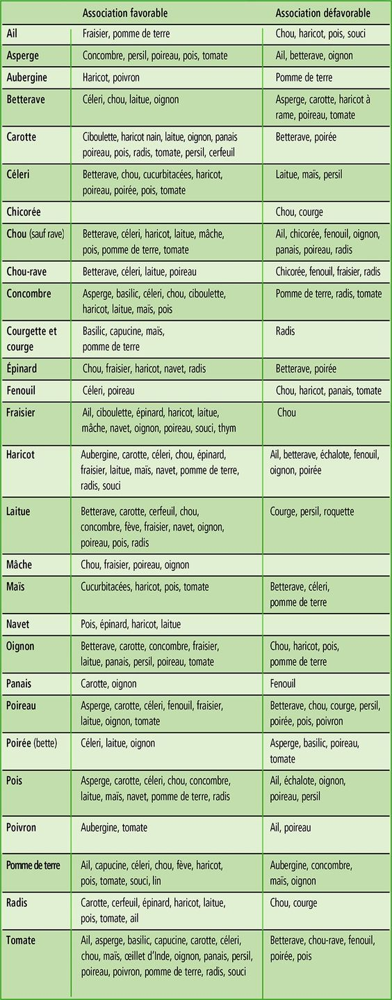 Association favorable Association défavorable
Ail Fraisier, pomme de terre Chou, haricot, pois, souci
Asperge Concombre, persil, poireau, pois, tomate Ail, betterave, oignon
Aubergine Haricot, poivron Pomme de terre
Betterave Céleri, chou, laitue, oignon Asperge, carotte, haricot à
rame, poireau, tomate
Carotte Ciboulette, haricot nain, laitue, oignon, panais Betterave, poirée
poireau, pois, radis, tomate, persil, cerfeuil
Céleri Betterave, chou, cucurbitacées, haricot, Laitue, maïs, persil
poireau, poirée, pois, tomate
Chicorée Chou, courge
Chou (sauf rave) Betterave, céleri, haricot, laitue, mâche, Ail, chicorée, fenouil, oignon,
pois, pomme de terre, tomate panais, poireau, radis
Chou-rave Betterave, céleri, laitue, poireau Chicorée, fenouil, fraisier, radis
Concombre Asperge, basilic, céleri, chou, ciboulette, Pomme de terre, radis, tomate
haricot, laitue, maïs, pois
Courgette et Basilic, capucine, maïs, Radis
courge pomme de terre
Épinard Chou, fraisier, haricot, navet, radis Betterave, poirée
Fenouil Céleri, poireau Chou, haricot, panais, tomate
Fraisier Ail, ciboulette, épinard, haricot, laitue, Chou
mâche, navet, oignon, poireau, souci, thym
Haricot Aubergine, carotte, céleri, chou, épinard, Ail, betterave, échalote, fenouil,
fraisier, laitue, maïs, navet, pomme de terre, oignon, poirée
radis, souci
Laitue Betterave, carotte, cerfeuil, chou, Courge, persil, roquette
concombre, fève, fraisier, navet, oignon,
poireau, pois, radis
Mâche Chou, fraisier, poireau, oignon
Maïs Cucurbitacées, haricot, pois, tomate Betterave, céleri,
pomme de terre
Navet Pois, épinard, haricot, laitue
Oignon Betterave, carotte, concombre, fraisier, Chou, haricot, pois,
laitue, panais, persil, poireau, tomate pomme de terre
Panais Carotte, oignon Fenouil
Poireau Asperge, carotte, céleri, fenouil, fraisier, Betterave, chou, courge, persil,
laitue, oignon, tomate poirée, pois, poivron
Poirée (bette) Céleri, laitue, oignon Asperge, basilic, poireau,
tomate
Pois Asperge, carotte, céleri, chou, concombre, Ail, échalote, oignon,
laitue, maïs, navet, pomme de terre, radis poireau, persil
Poivron Aubergine, tomate Ail, poireau
Pomme de terre Ail, capucine, céleri, chou, fève, haricot, Aubergine, concombre,
pois, tomate, souci, lin maïs, oignon
Radis Carotte, cerfeuil, épinard, haricot, laitue, Chou, courge
pois, tomate, ail
Tomate Ail, asperge, basilic, capucine, carotte, céleri, Betterave, chou-rave, fenouil,
chou, maïs, œillet d'Inde, oignon, panais, persil, poirée, pois
poireau, poivron, pomme de terre, radis, souci